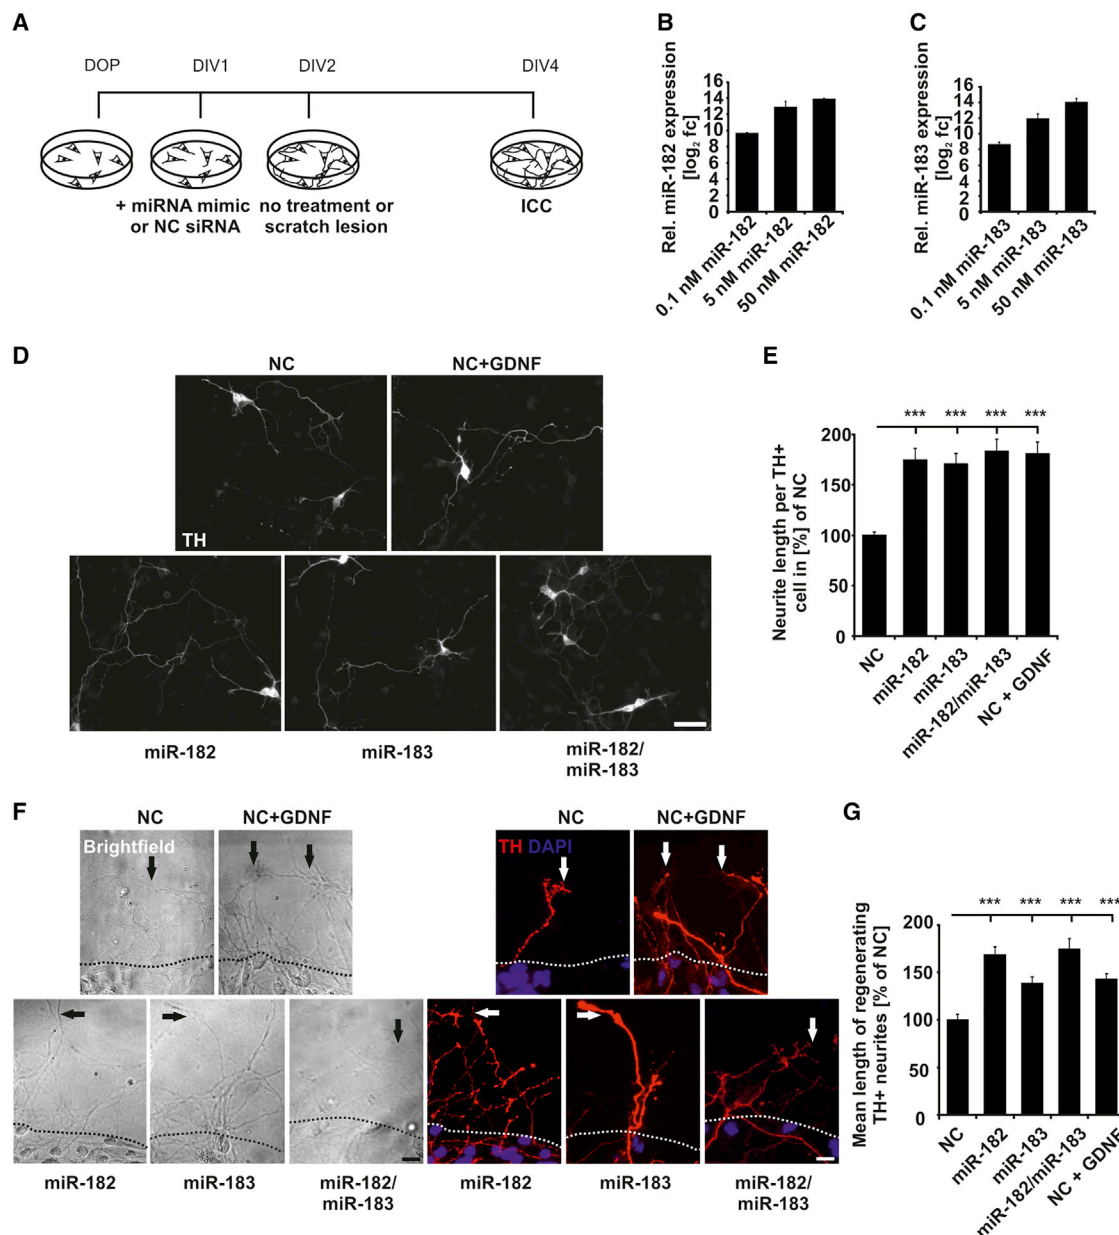 A
DOP
DIV1
DIV2
DIV4
+ miRNA mimic
or NC siRNA
no treatment or
scratch lesion
ICC
B
Rel. miR-182 expression
[log2 fc]
16
14
12
10
8
6
4
2
0
0.1 nM miR-182
5 nM miR-182
50 nM miR-182
C
Rel. miR-183 expression
[log2 fc]
16
14
12
10
8
6
4
2
0
0.1 nM miR-183
5 nM miR-183
50 nM miR-183
D
NC
NC+GDNF
TH
miR-182
miR-183
miR-182/
miR-183
E
Neurite length per TH+
cell in [%] of NC
200
150
100
50
0
*** *** *** ***
NC
miR-182
miR-183
miR-182/miR-183
NC + GDNF
F
NC
NC+GDNF
Brightfield
miR-182
miR-183
miR-182/
miR-183
NC
NC+GDNF
TH DAPI
miR-182
miR-183
miR-182/
miR-183
G
Mean length of regenerating
TH+ neurites [% of NC]
200
150
100
50
0
*** *** *** ***
NC
miR-182
miR-183
miR-182/miR-183
NC + GDNF